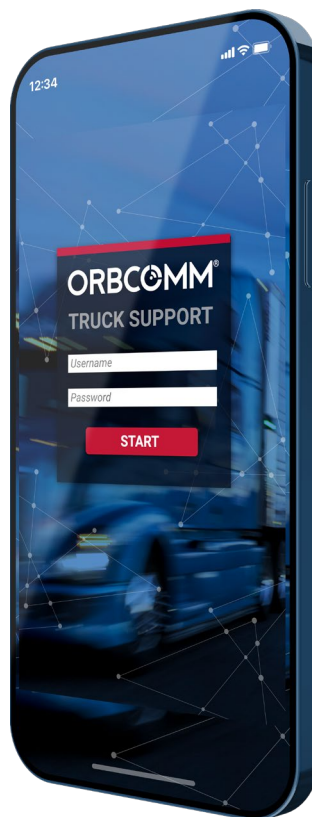 12:34
ORBCOMM®
TRUCK SUPPORT
Username
Password
START